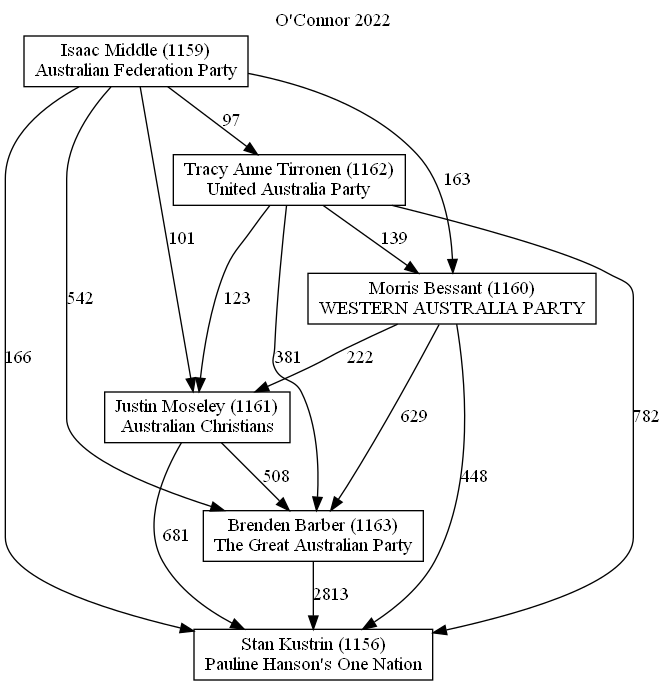 O'Connor 2022
Isaac Middle (1159)
Australian Federation Party
97
Tracy Anne Tirronen (1162)
United Australia Party
163
101
139
Morris Bessant (1160)
WESTERN AUSTRALIA PARTY
542
123
166
381
222
629
782
Justin Moseley (1161)
Australian Christians
448
508
681
Brenden Barber (1163)
The Great Australian Party
2813
Stan Kustrin (1156)
Pauline Hanson's One Nation